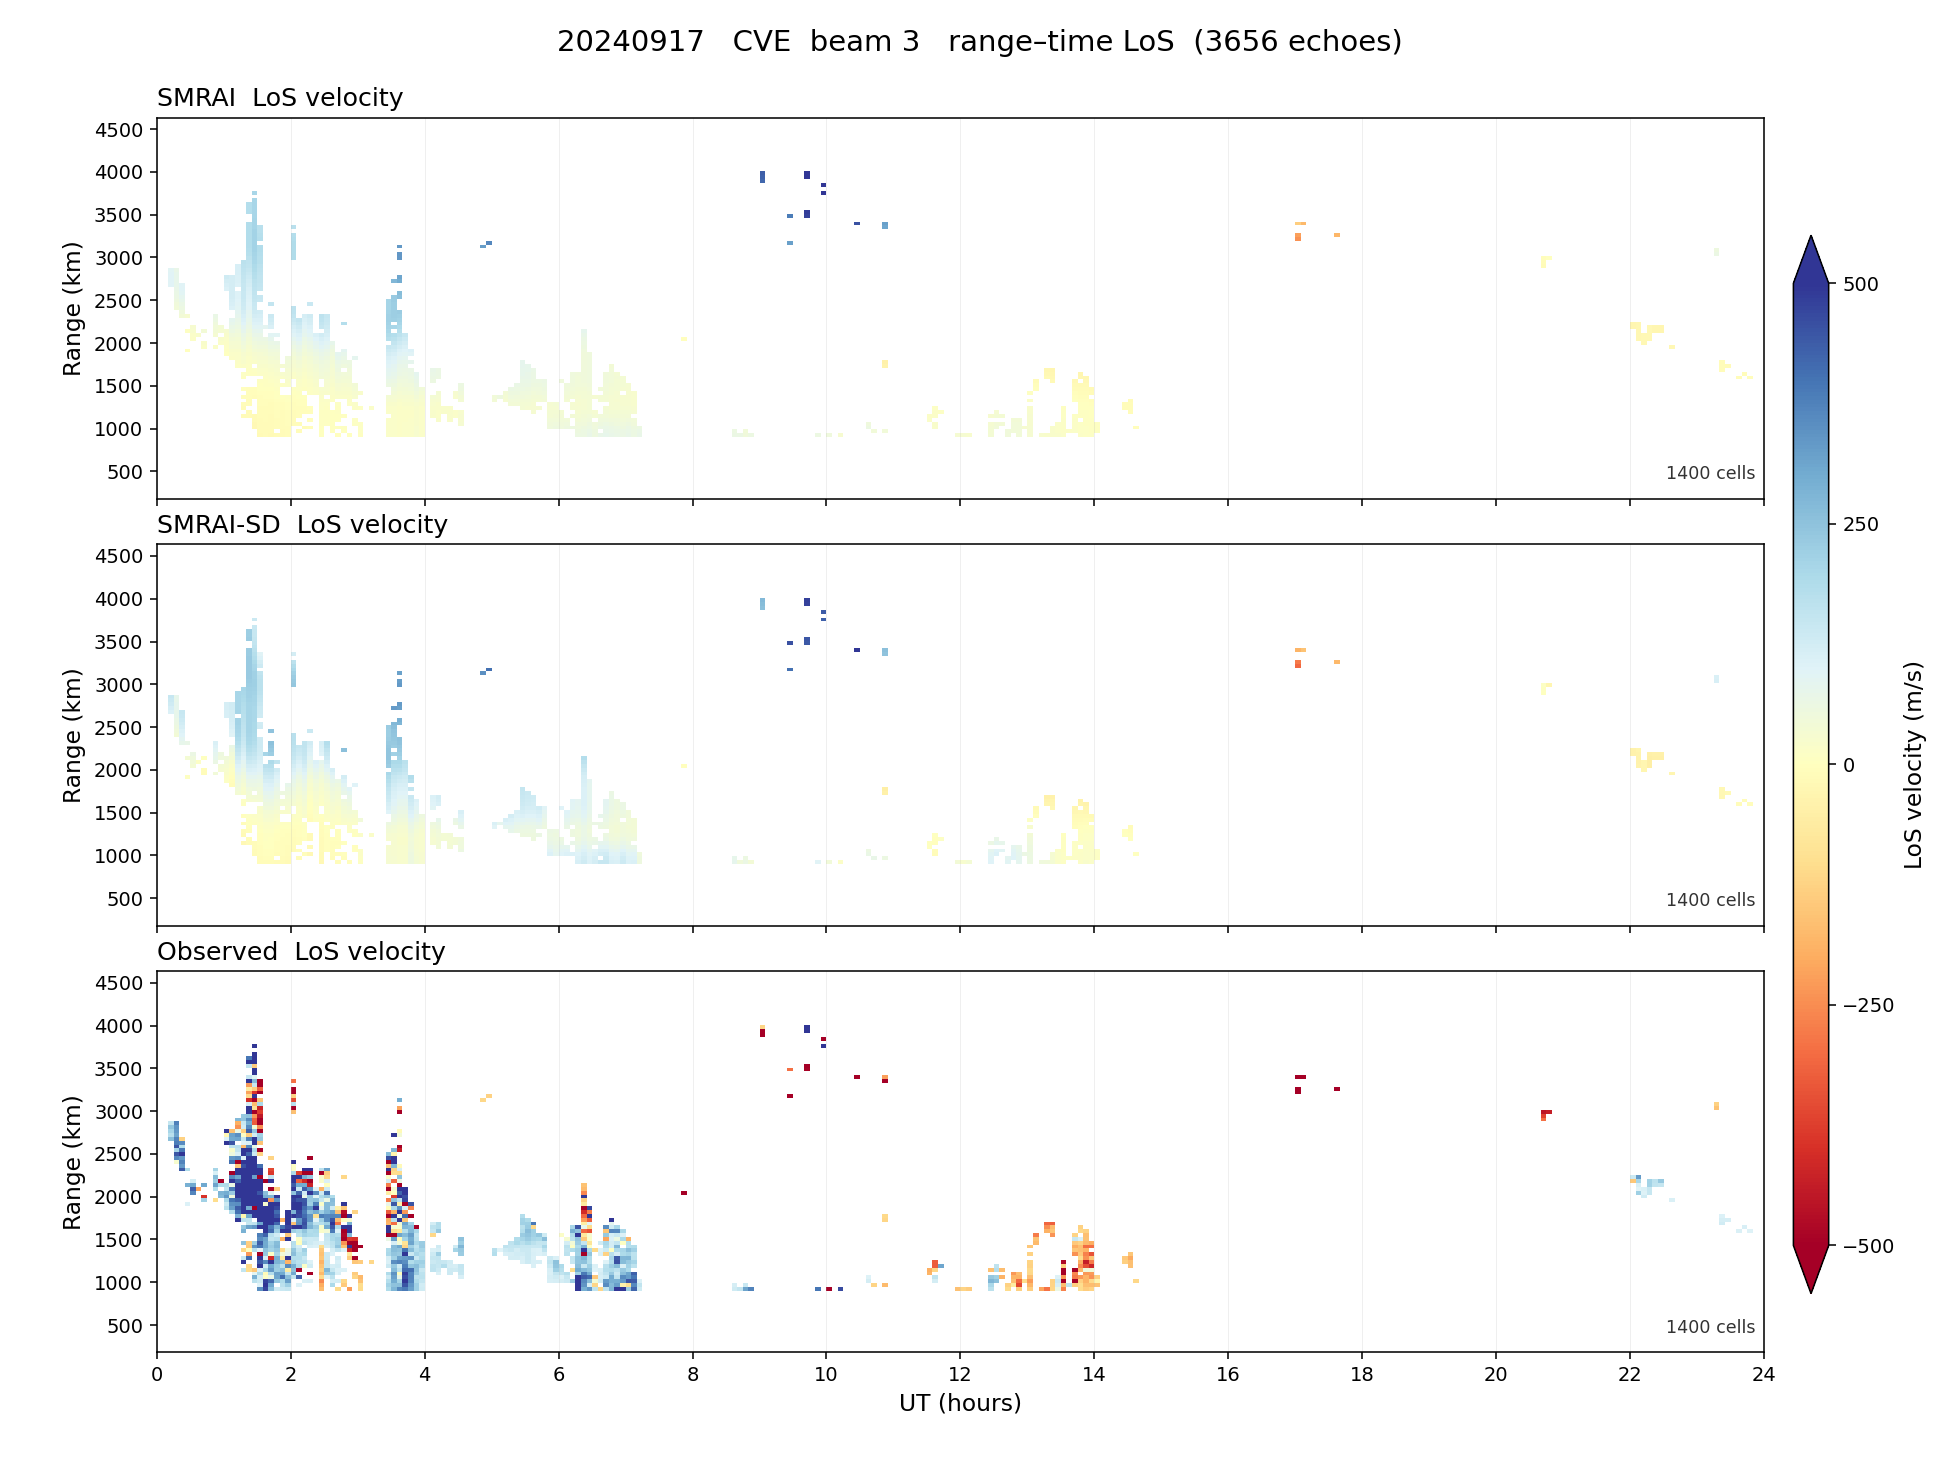 20240917   CVE  beam 3   range–time LoS  (3656 echoes)
SMRAI  LoS velocity
4500
4000
3500
3000
2500
2000
1500
1000
500
Range (km)
1400 cells
SMRAI-SD  LoS velocity
4500
4000
3500
3000
2500
2000
1500
1000
500
Range (km)
1400 cells
Observed  LoS velocity
4500
4000
3500
3000
2500
2000
1500
1000
500
Range (km)
1400 cells
0 2 4 6 8 10 12 14 16 18 20 22 24
UT (hours)
500
250
0
−250
−500
LoS velocity (m/s)